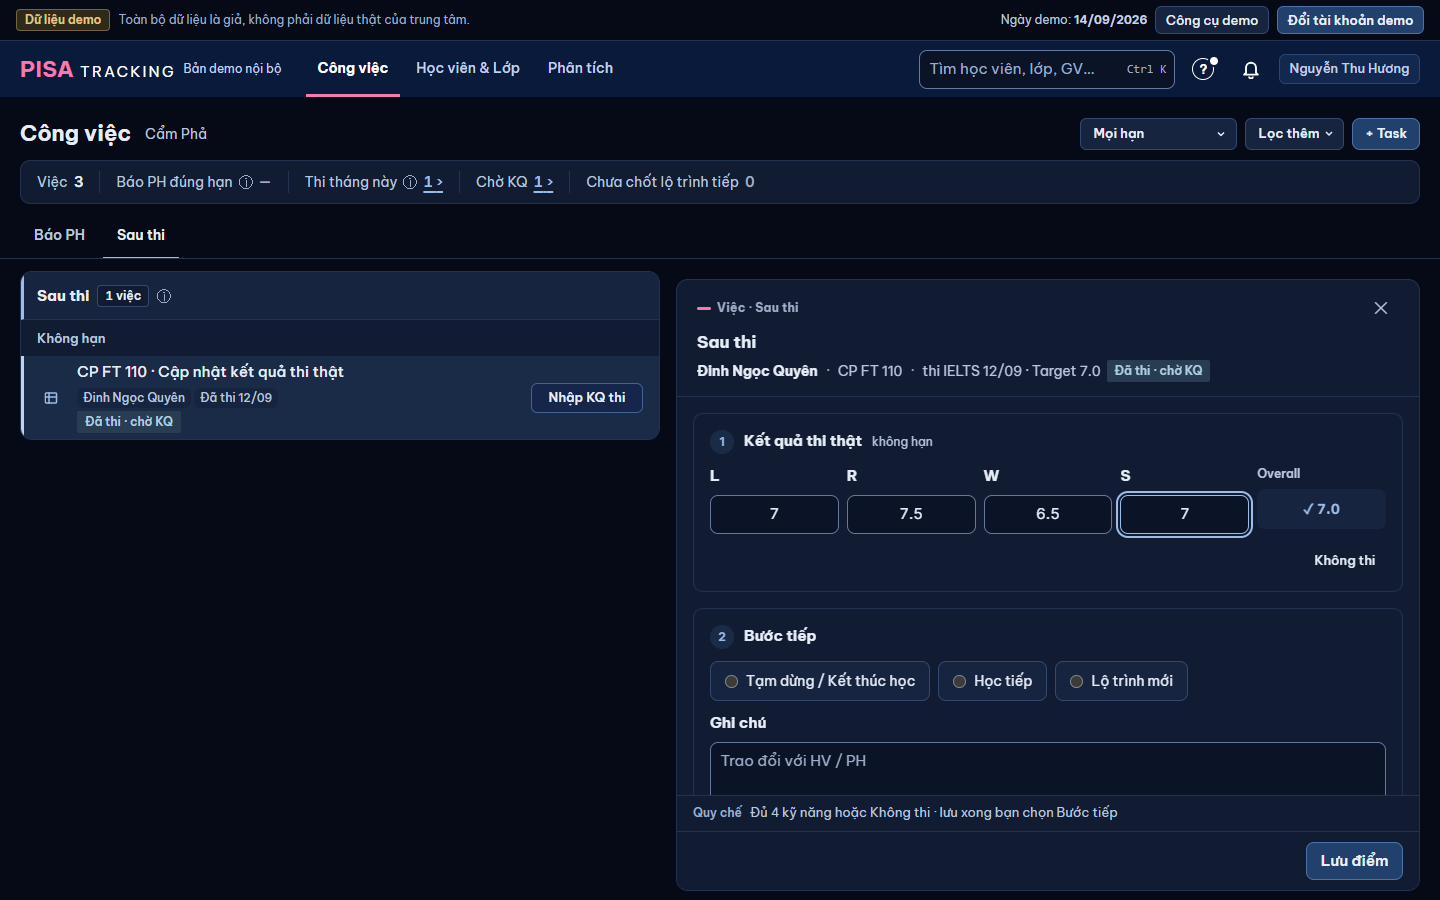 Dữ liệu demo Toàn bộ dữ liệu là giả, không phải dữ liệu thật của trung tâm. Ngày demo: 14/09/2026 Công cụ demo Đổi tài khoản demo
PISA TRACKING Bản demo nội bộ Công việc Học viên & Lớp Phân tích Tìm học viên, lớp, GV... Ctrl K ? Nguyễn Thu Hương
Công việc Cẩm Phả Mọi hạn Lọc thêm + Task
Việc 3 Báo PH đúng hạn — Thi tháng này 1 > Chờ KQ 1 > Chưa chốt lộ trình tiếp 0
Báo PH Sau thi
Sau thi 1 việc
Không hạn
CP FT 110 · Cập nhật kết quả thi thật
Đinh Ngọc Quyên Đã thi 12/09
Đã thi · chờ KQ
Nhập KQ thi
Việc · Sau thi
Sau thi
Đinh Ngọc Quyên · CP FT 110 · thi IELTS 12/09 · Target 7.0 Đã thi · chờ KQ
1 Kết quả thi thật không hạn
L R W S Overall
7 7.5 6.5 7 ✓ 7.0
Không thi
2 Bước tiếp
Tạm dừng / Kết thúc học Học tiếp Lộ trình mới
Ghi chú
Trao đổi với HV / PH
Quy chế Đủ 4 kỹ năng hoặc Không thi · lưu xong bạn chọn Bước tiếp
Lưu điểm